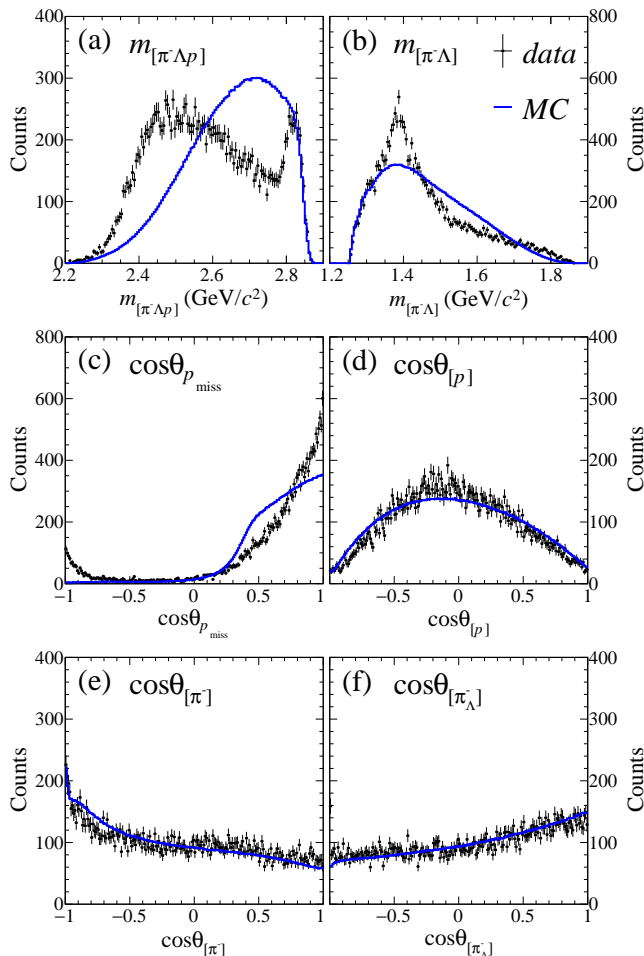 (a) m[π⁻Λp]
(b) m[π⁻Λ]
data
MC
Counts
400
300
200
100
0
2.2 2.4 2.6 2.8
m[π⁻Λp] (GeV/c²)
Counts
800
600
400
200
0
1.2 1.4 1.6 1.8
m[π⁻Λ] (GeV/c²)
(c) cosθp miss
Counts
800
600
400
200
0
−1 −0.5 0 0.5 1
cosθp miss
(d) cosθ[p]
Counts
400
300
200
100
0
−0.5 0 0.5 1
cosθ[p]
(e) cosθ[π⁻]
Counts
400
300
200
100
0
−1 −0.5 0 0.5 1
cosθ[π⁻]
(f) cosθ[π⁻Λ]
Counts
400
300
200
100
0
−0.5 0 0.5 1
cosθ[π⁻Λ]